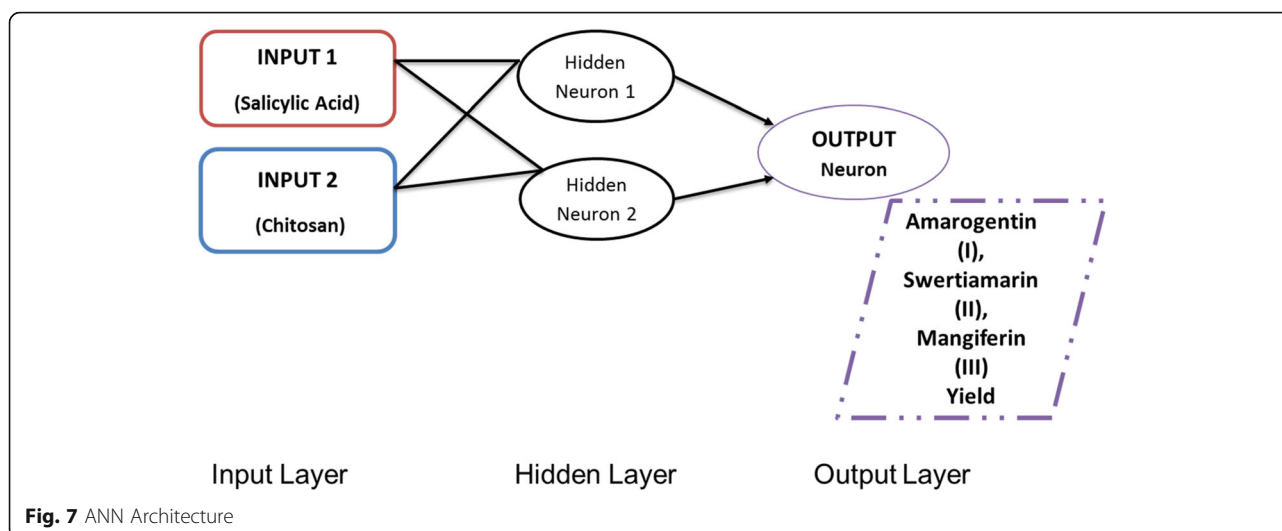 INPUT 1
(Salicylic Acid)
INPUT 2
(Chitosan)
Hidden
Neuron 1
Hidden
Neuron 2
OUTPUT
Neuron
Amarogentin
(I),
Swertiamarin
(II),
Mangiferin
(III)
Yield
Input Layer
Hidden Layer
Output Layer
Fig. 7 ANN Architecture